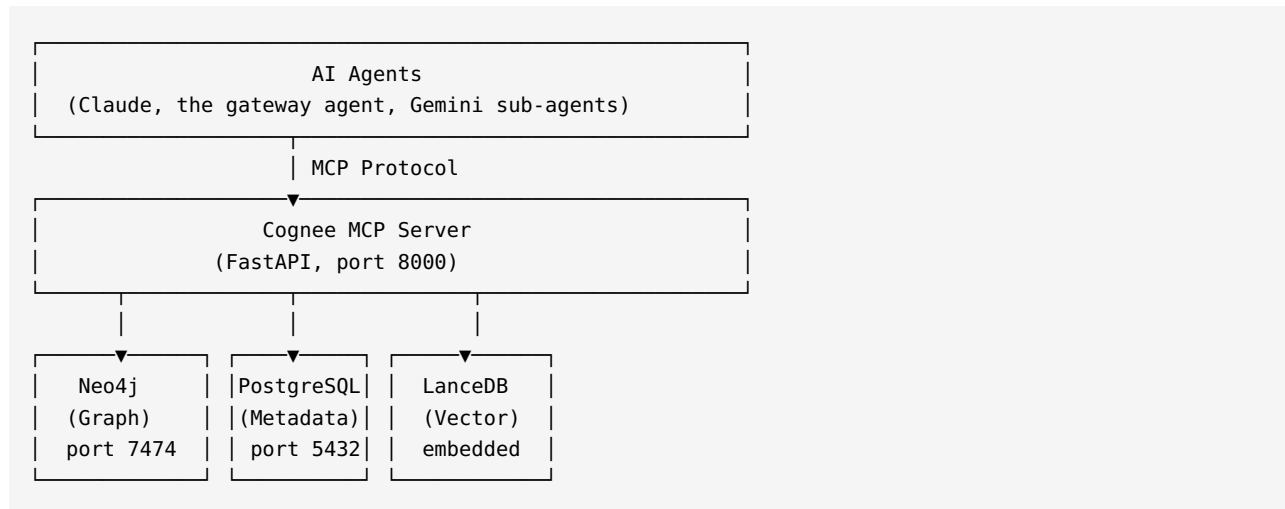 AI Agents
(Claude, the gateway agent, Gemini sub-agents)
MCP Protocol
Cognee MCP Server
(FastAPI, port 8000)
Neo4j PostgreSQL LanceDB
(Graph) (Metadata) (Vector)
port 7474 port 5432 embedded